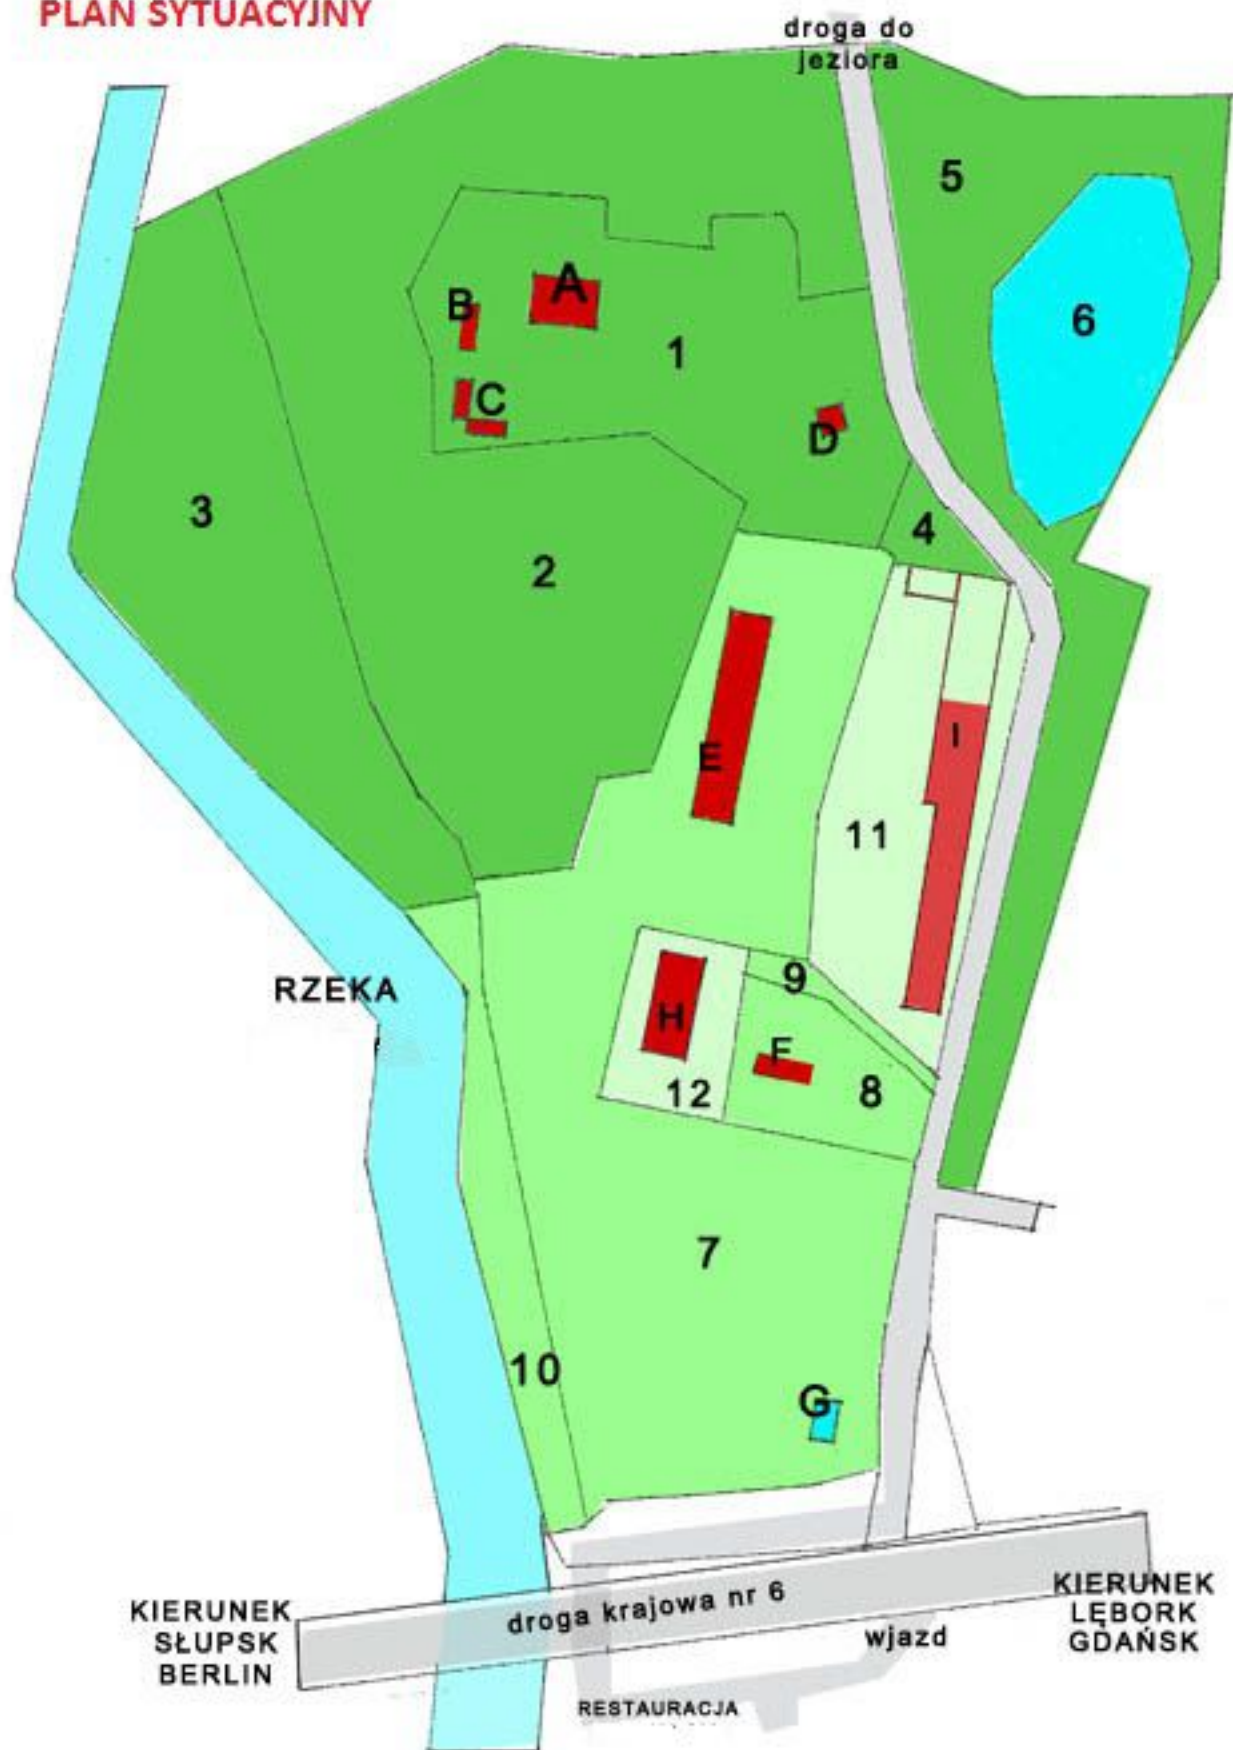 PLAN SYTUACYJNY
droga do
jeziora
5
6
A
B
1
C
D
3
4
2
I
E
11
9
RZEKA
H
F
12
8
7
10
G
droga krajowa nr 6
KIERUNEK
SŁUPSK
BERLIN
KIERUNEK
LĘBORK
GDAŃSK
wjazd
RESTAURACJA